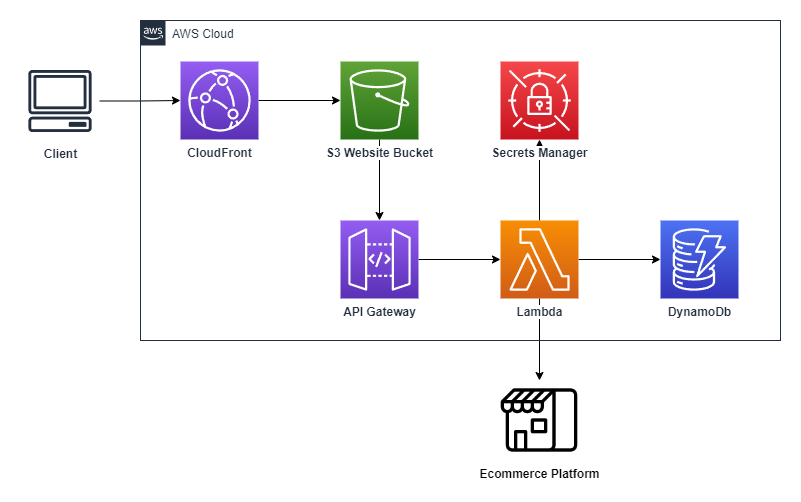 aws
AWS Cloud
Client
CloudFront
S3 Website Bucket
Secrets Manager
</>
API Gateway
Lambda
DynamoDb
Ecommerce Platform